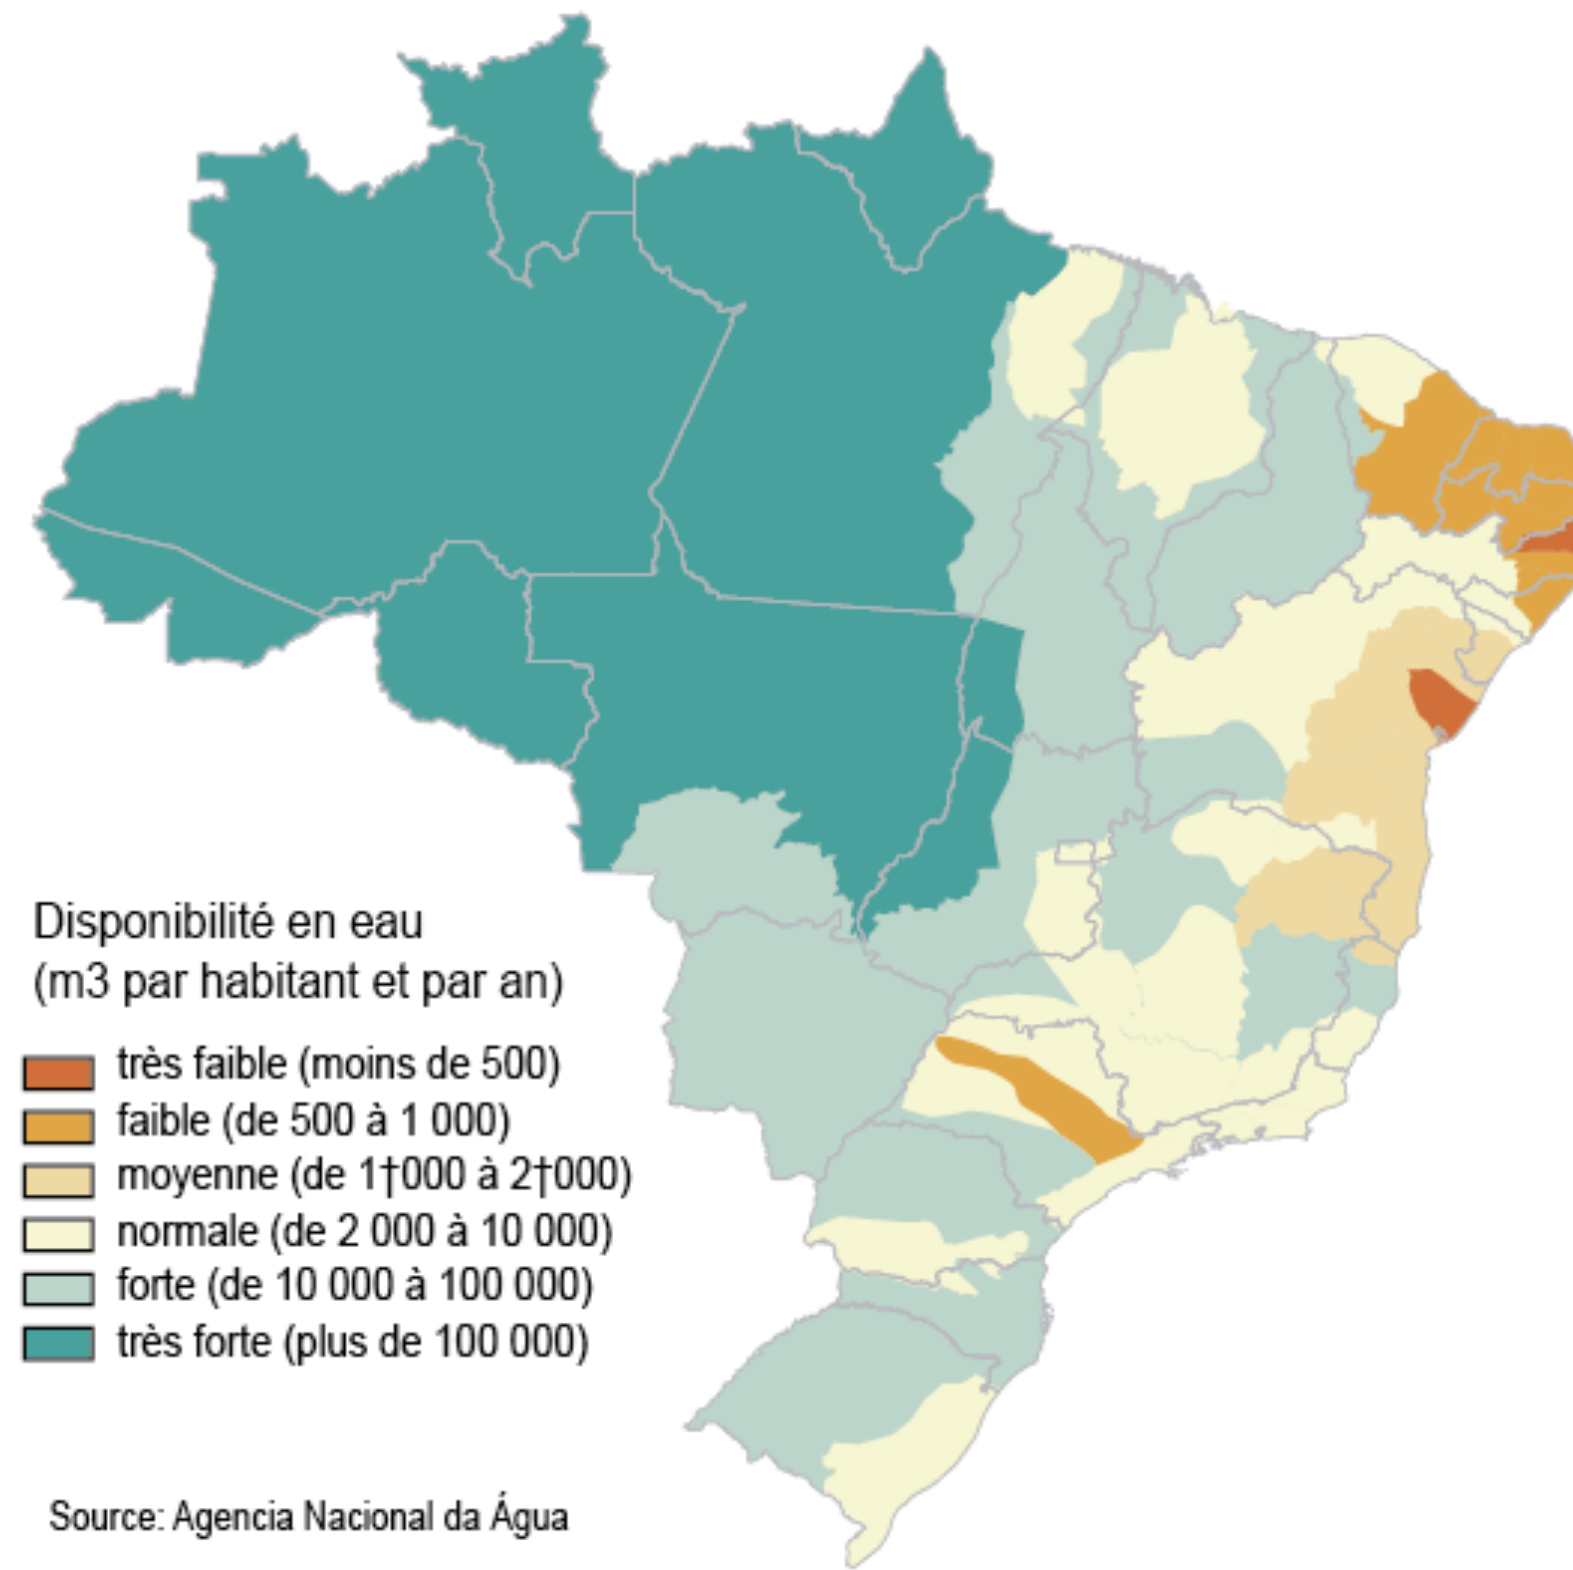 Disponibilité en eau
(m3 par habitant et par an)
très faible (moins de 500)
faible (de 500 à 1 000)
moyenne (de 1†000 à 2†000)
normale (de 2 000 à 10 000)
forte (de 10 000 à 100 000)
très forte (plus de 100 000)
Source: Agencia Nacional da Água